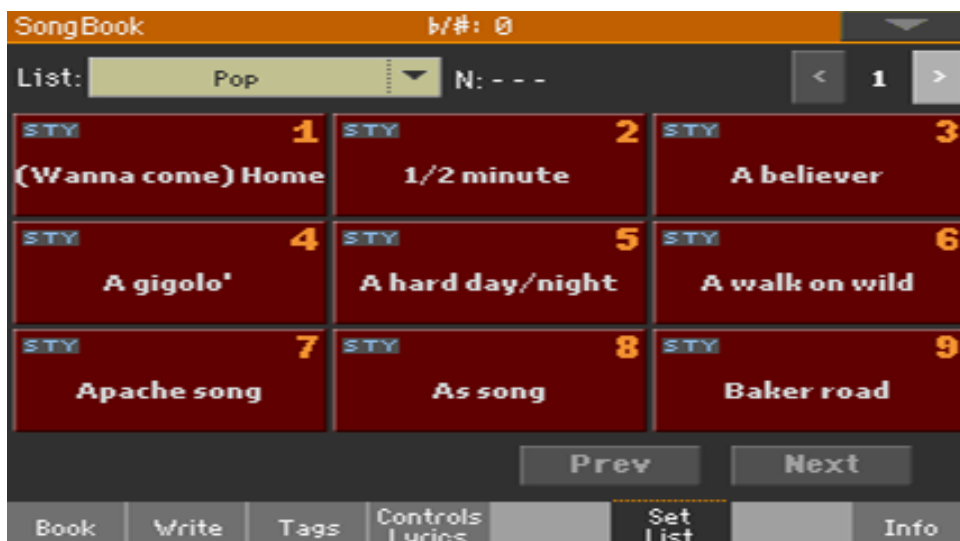 SongBook ♭/#: 0
List: Pop N: - - - < 1 >
STY 1 STY 2 STY 3
(Wanna come) Home 1/2 minute A believer
STY 4 STY 5 STY 6
A gigolo' A hard day/night A walk on wild
STY 7 STY 8 STY 9
Apache song As song Baker road
Prev Next
Book Write Tags Controls Lyrics Set List Info